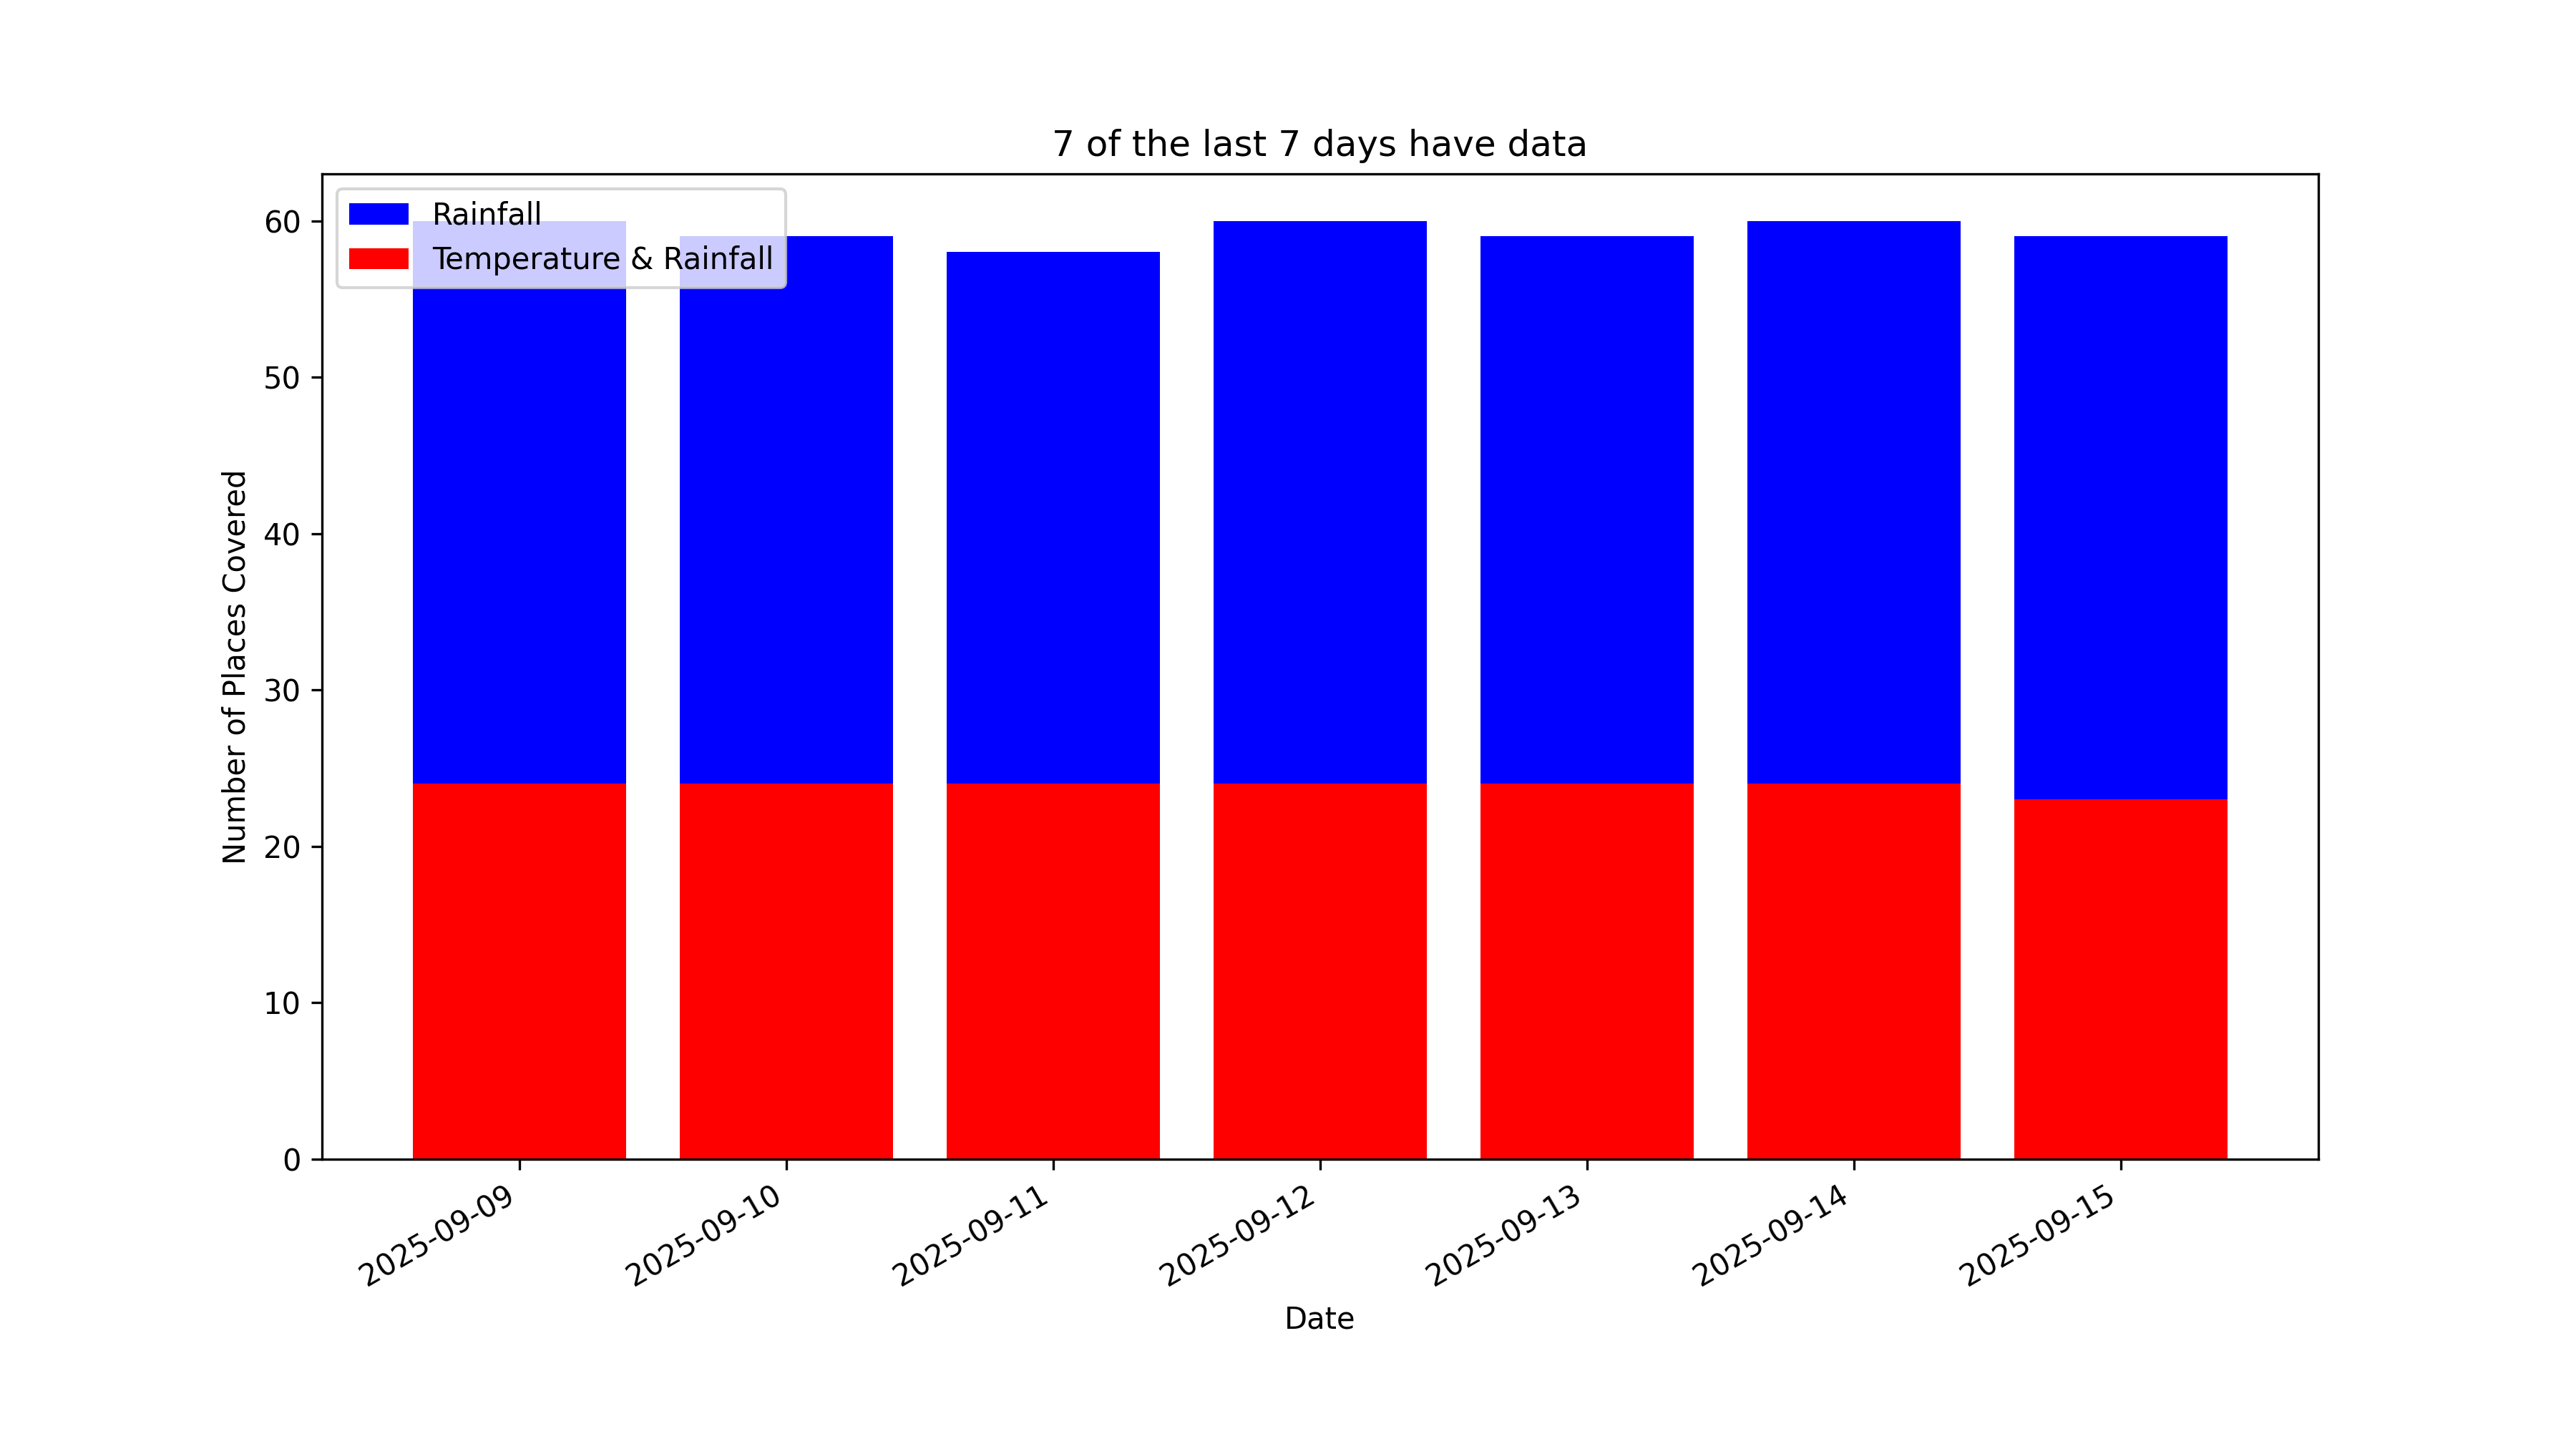 7 of the last 7 days have data
Rainfall
Temperature & Rainfall
60
50
40
30
20
10
0
Number of Places Covered
2025-09-09
2025-09-10
2025-09-11
2025-09-12
2025-09-13
2025-09-14
2025-09-15
Date